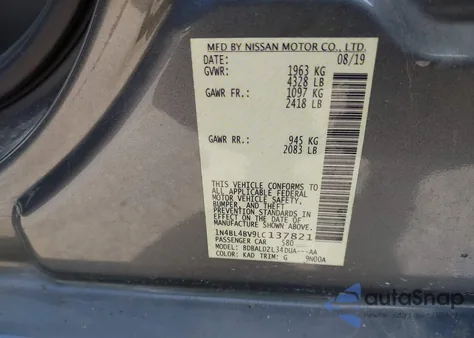 MFD BY NISSAN MOTOR CO., LTD.
DATE: 08/19
GVWR: 1963 KG
4328 LB
GAWR FR.: 1097 KG
2418 LB
GAWR RR.: 945 KG
2083 LB
THIS VEHICLE CONFORMS TO
ALL APPLICABLE FEDERAL
MOTOR VEHICLE SAFETY,
BUMPER, AND THEFT
PREVENTION STANDARDS IN
EFFECT ON THE DATE OF
MANUFACTURE SHOWN ABOVE.
1N4BL4BV9LC137821
PASSENGER CAR S80
MODEL: BDBALDZL34DUA---AA
COLOR: KAD TRIM: G 9N00A
autoSnap